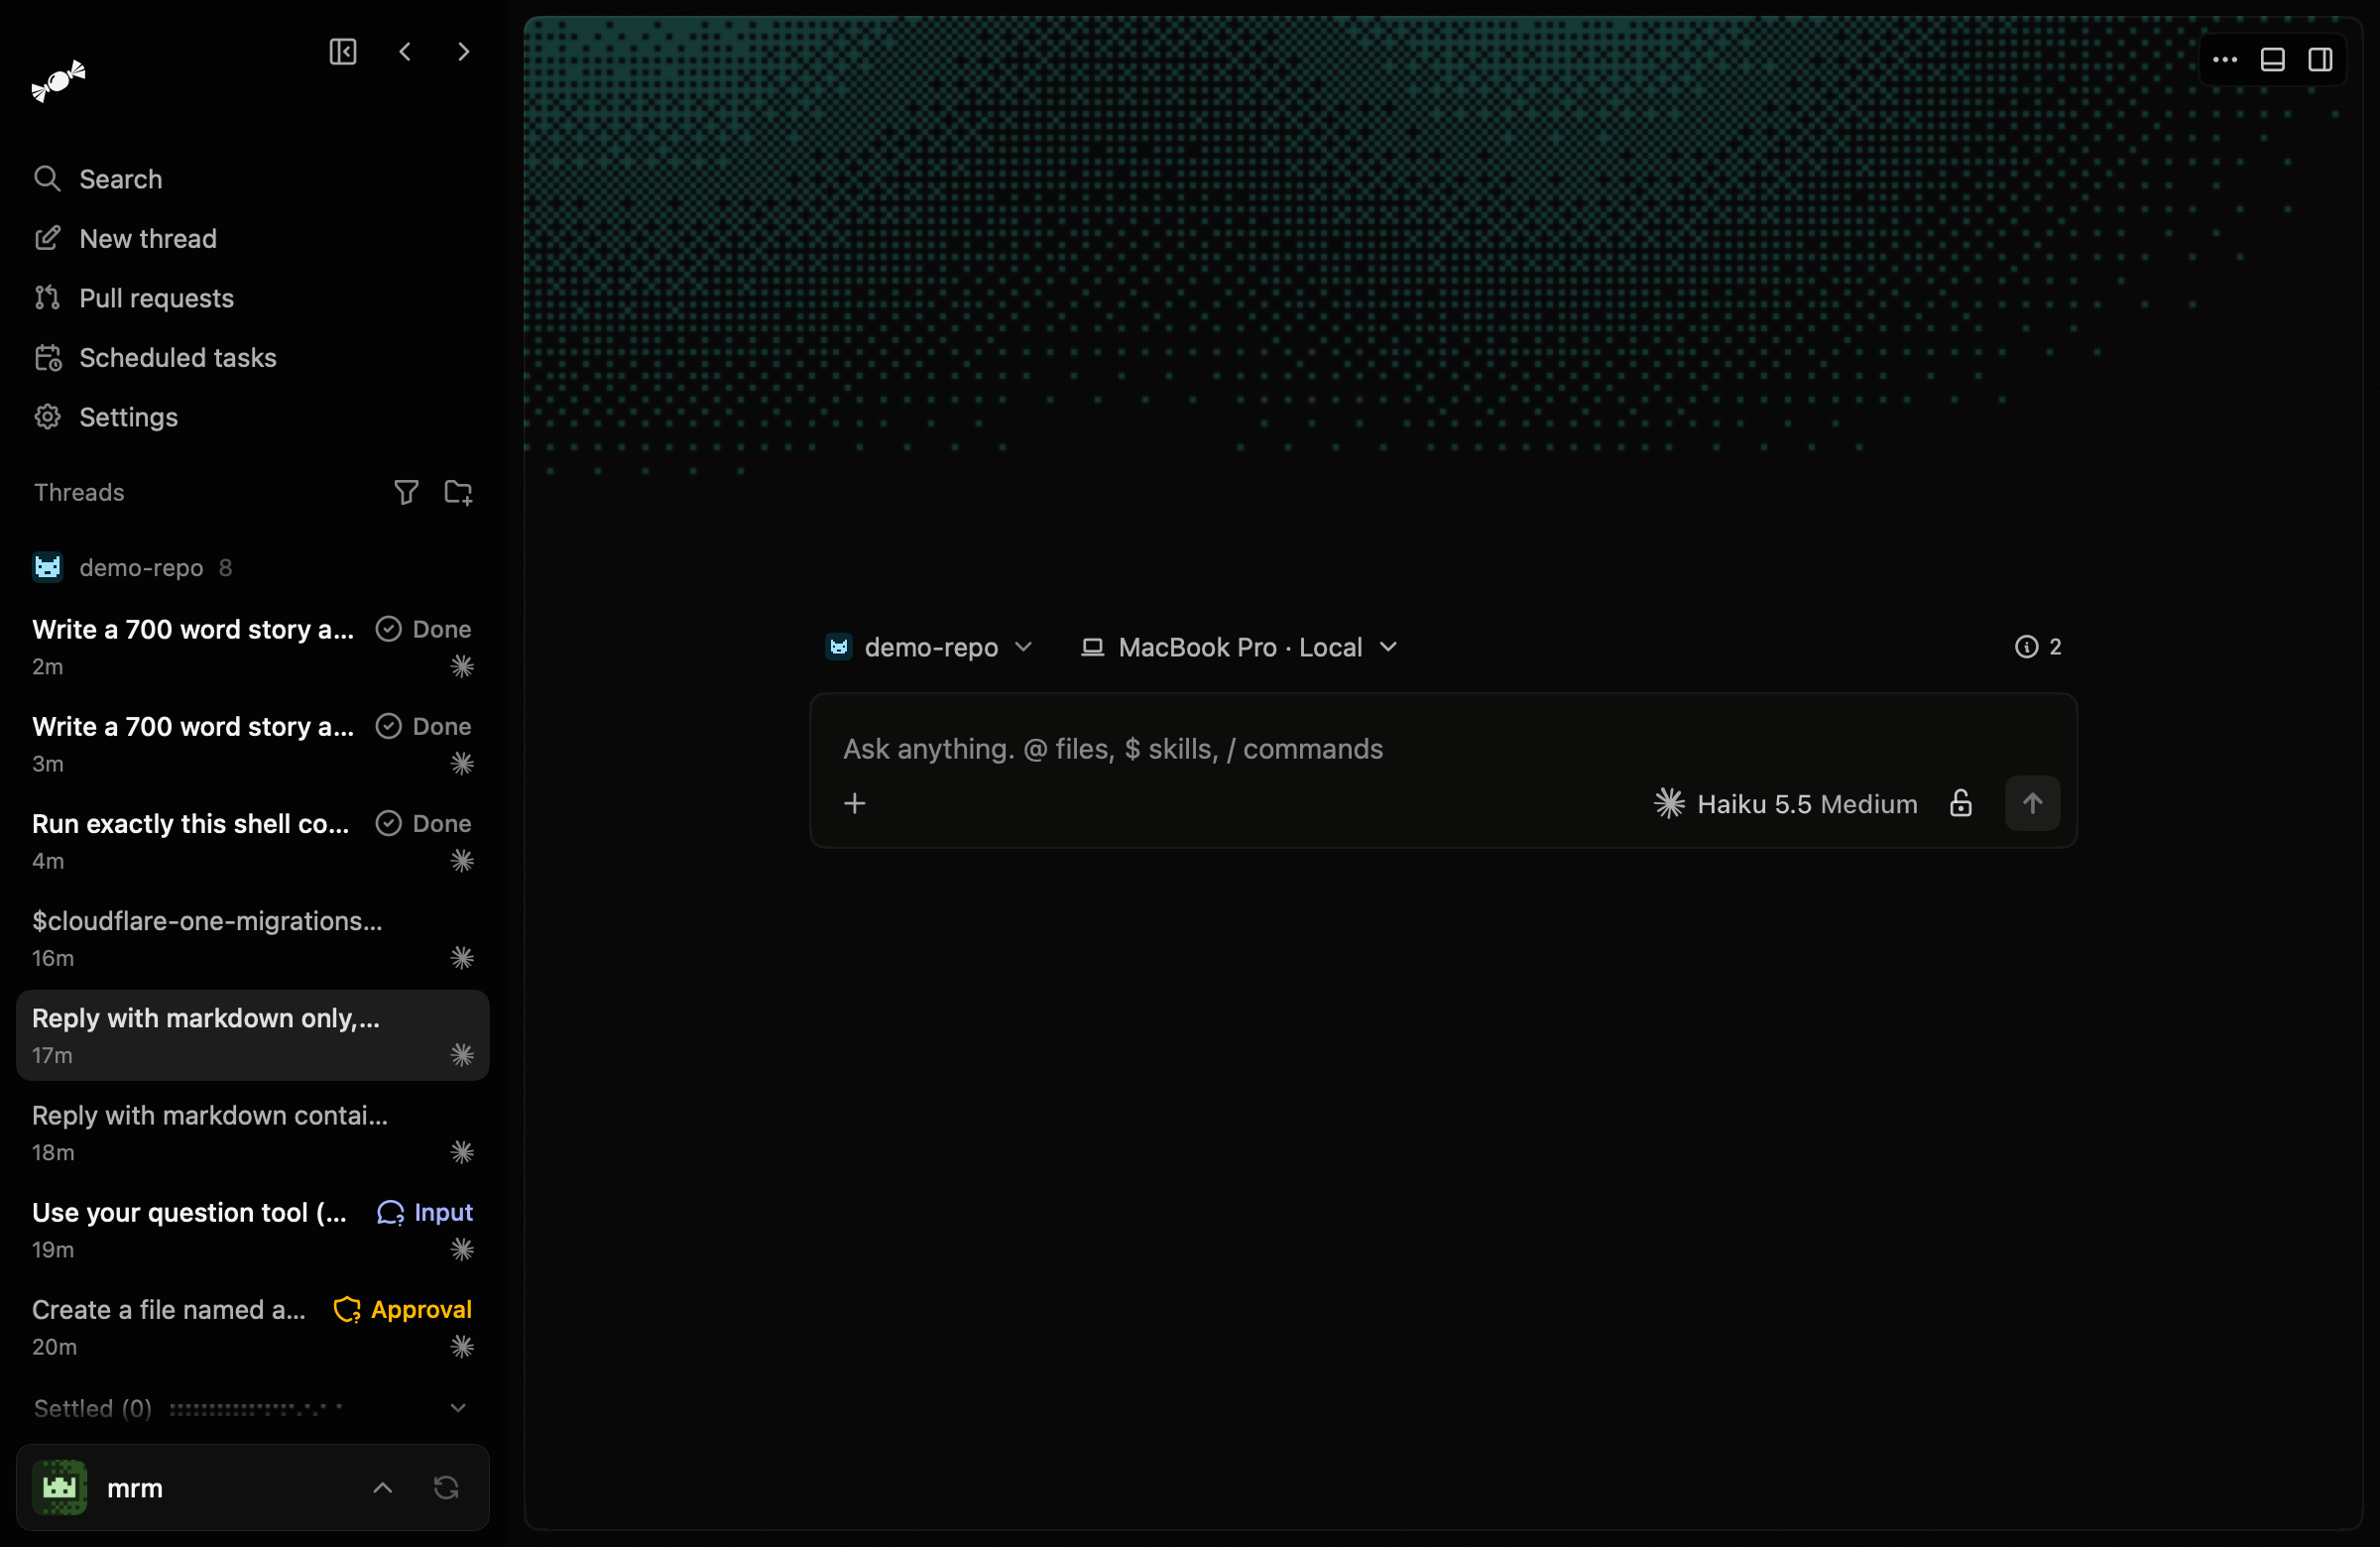 Search
New thread
Pull requests
Scheduled tasks
Settings
Threads
demo-repo 8
Write a 700 word story a... Done
2m
Write a 700 word story a... Done
3m
Run exactly this shell co... Done
4m
$cloudflare-one-migrations...
16m
Reply with markdown only,...
17m
Reply with markdown contai...
18m
Use your question tool (... Input
19m
Create a file named a... Approval
20m
Settled (0)
mrm
demo-repo MacBook Pro · Local 2
Ask anything. @ files, $ skills, / commands
Haiku 5.5 Medium